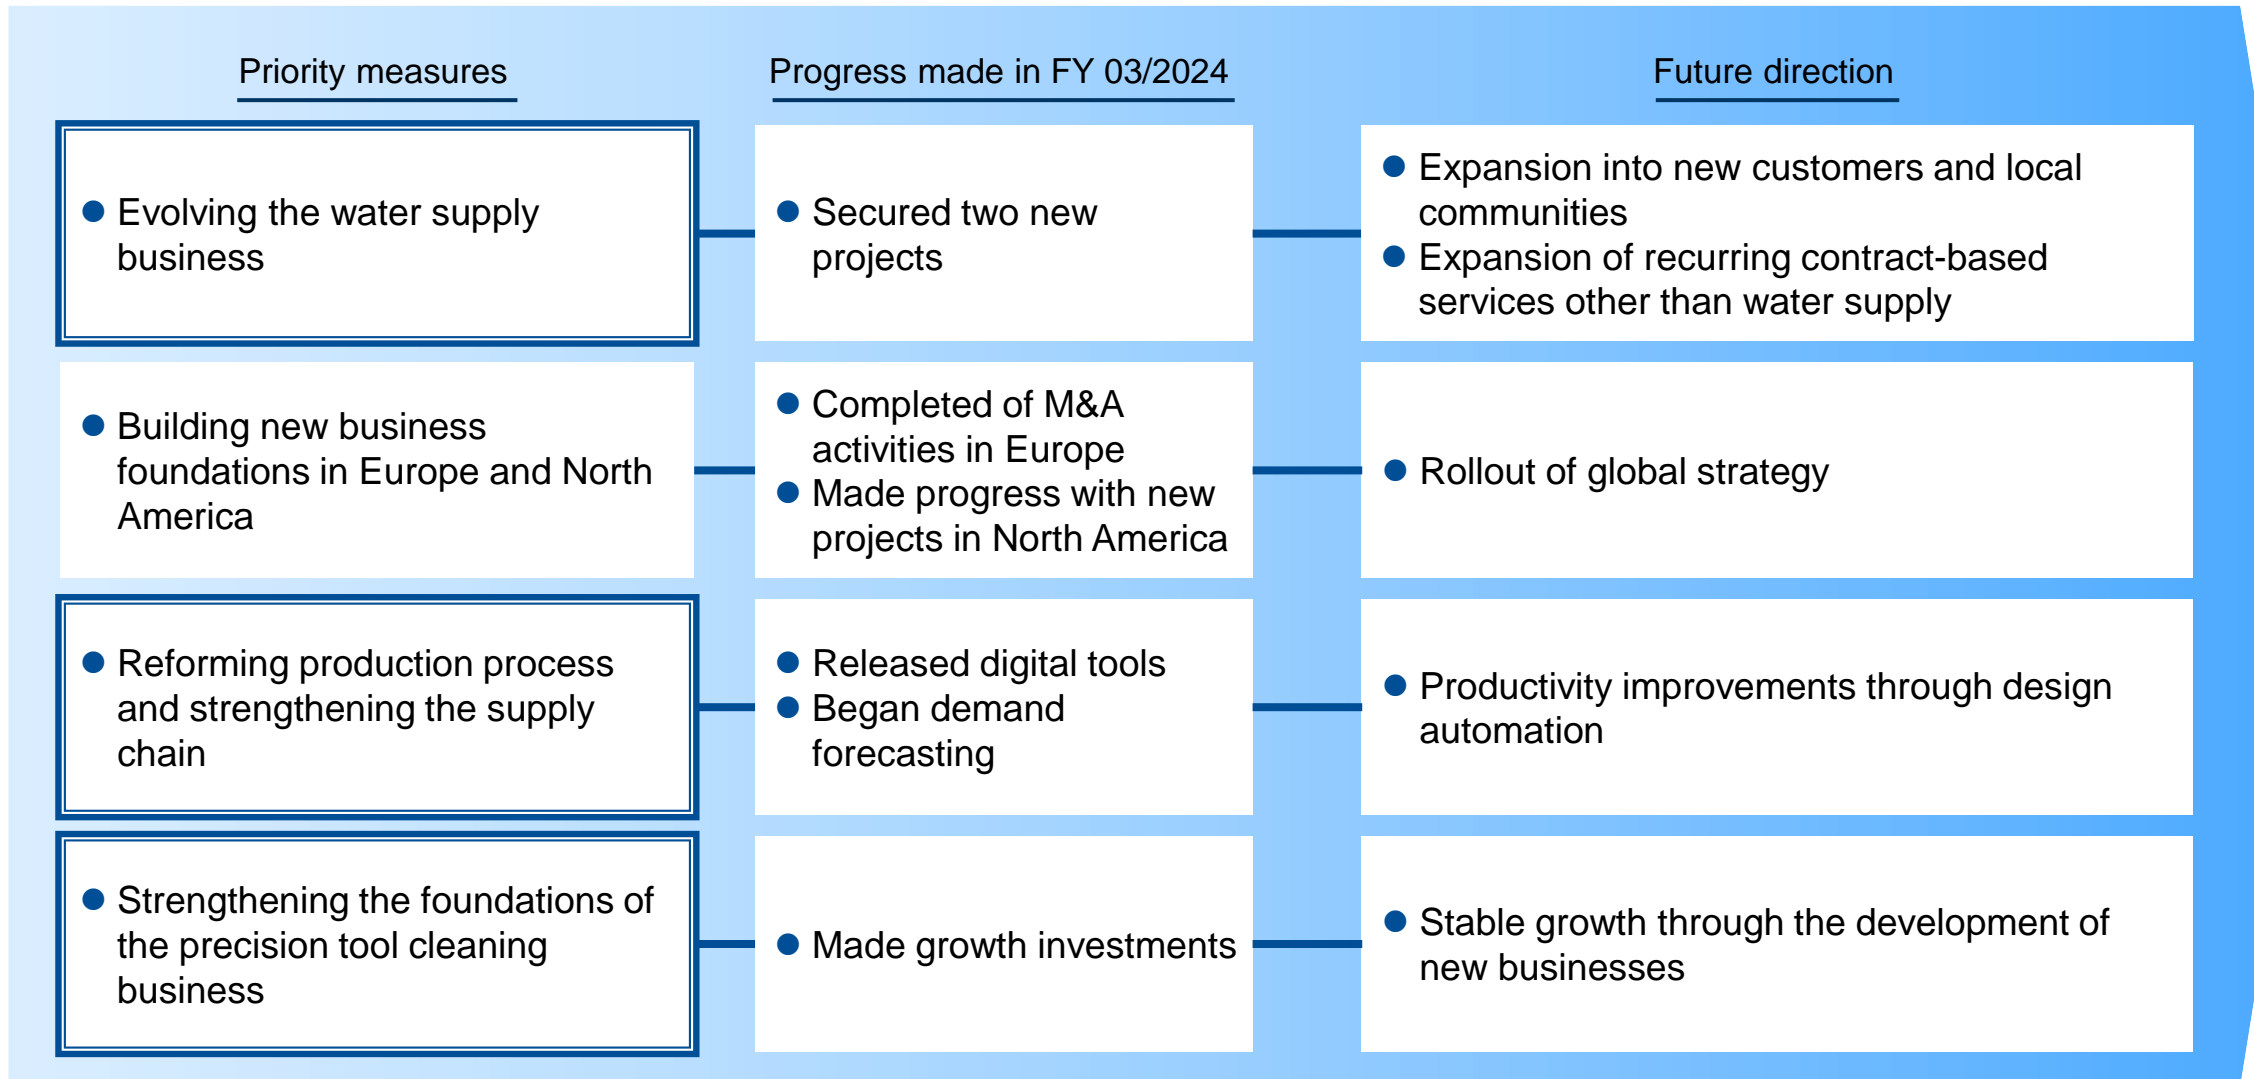 Priority measures
Progress made in FY 03/2024
Future direction
● Evolving the water supply
business
● Secured two new
projects
● Expansion into new customers and local
communities
● Expansion of recurring contract-based
services other than water supply
● Building new business
foundations in Europe and North
America
● Completed of M&A
activities in Europe
● Made progress with new
projects in North America
● Rollout of global strategy
● Reforming production process
and strengthening the supply
chain
● Released digital tools
● Began demand
forecasting
● Productivity improvements through design
automation
● Strengthening the foundations of
the precision tool cleaning
business
● Made growth investments
● Stable growth through the development of
new businesses